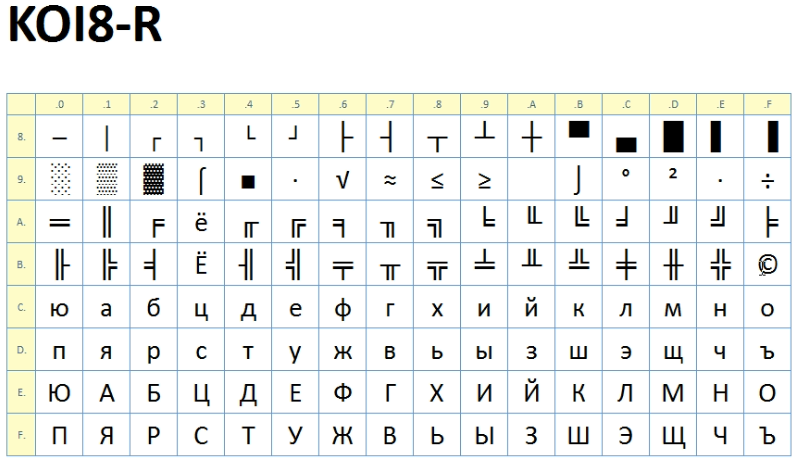 KOI8-R
.0 .1 .2 .3 .4 .5 .6 .7 .8 .9 .A .B .C .D .E .F
8. ─ │ ┌ ┐ └ ┘ ├ ┤ ┬ ┴ ┼ ▀ ▄ █ ▌ ▐
9. ░ ▒ ▓ ⌠ ■ ∙ √ ≈ ≤ ≥   ⌡ ° ² · ÷
A. ═ ║ ╒ ё ╓ ╔ ╕ ╖ ╗ ╘ ╙ ╚ ╛ ╜ ╝ ╞
B. ╟ ╠ ╡ Ё ╢ ╣ ╤ ╥ ╦ ╧ ╨ ╩ ╪ ╫ ╬ ©
C. ю а б ц д е ф г х и й к л м н о
D. п я р с т у ж в ь ы з ш э щ ч ъ
E. Ю А Б Ц Д Е Ф Г Х И Й К Л М Н О
F. П Я Р С Т У Ж В Ь Ы З Ш Э Щ Ч Ъ